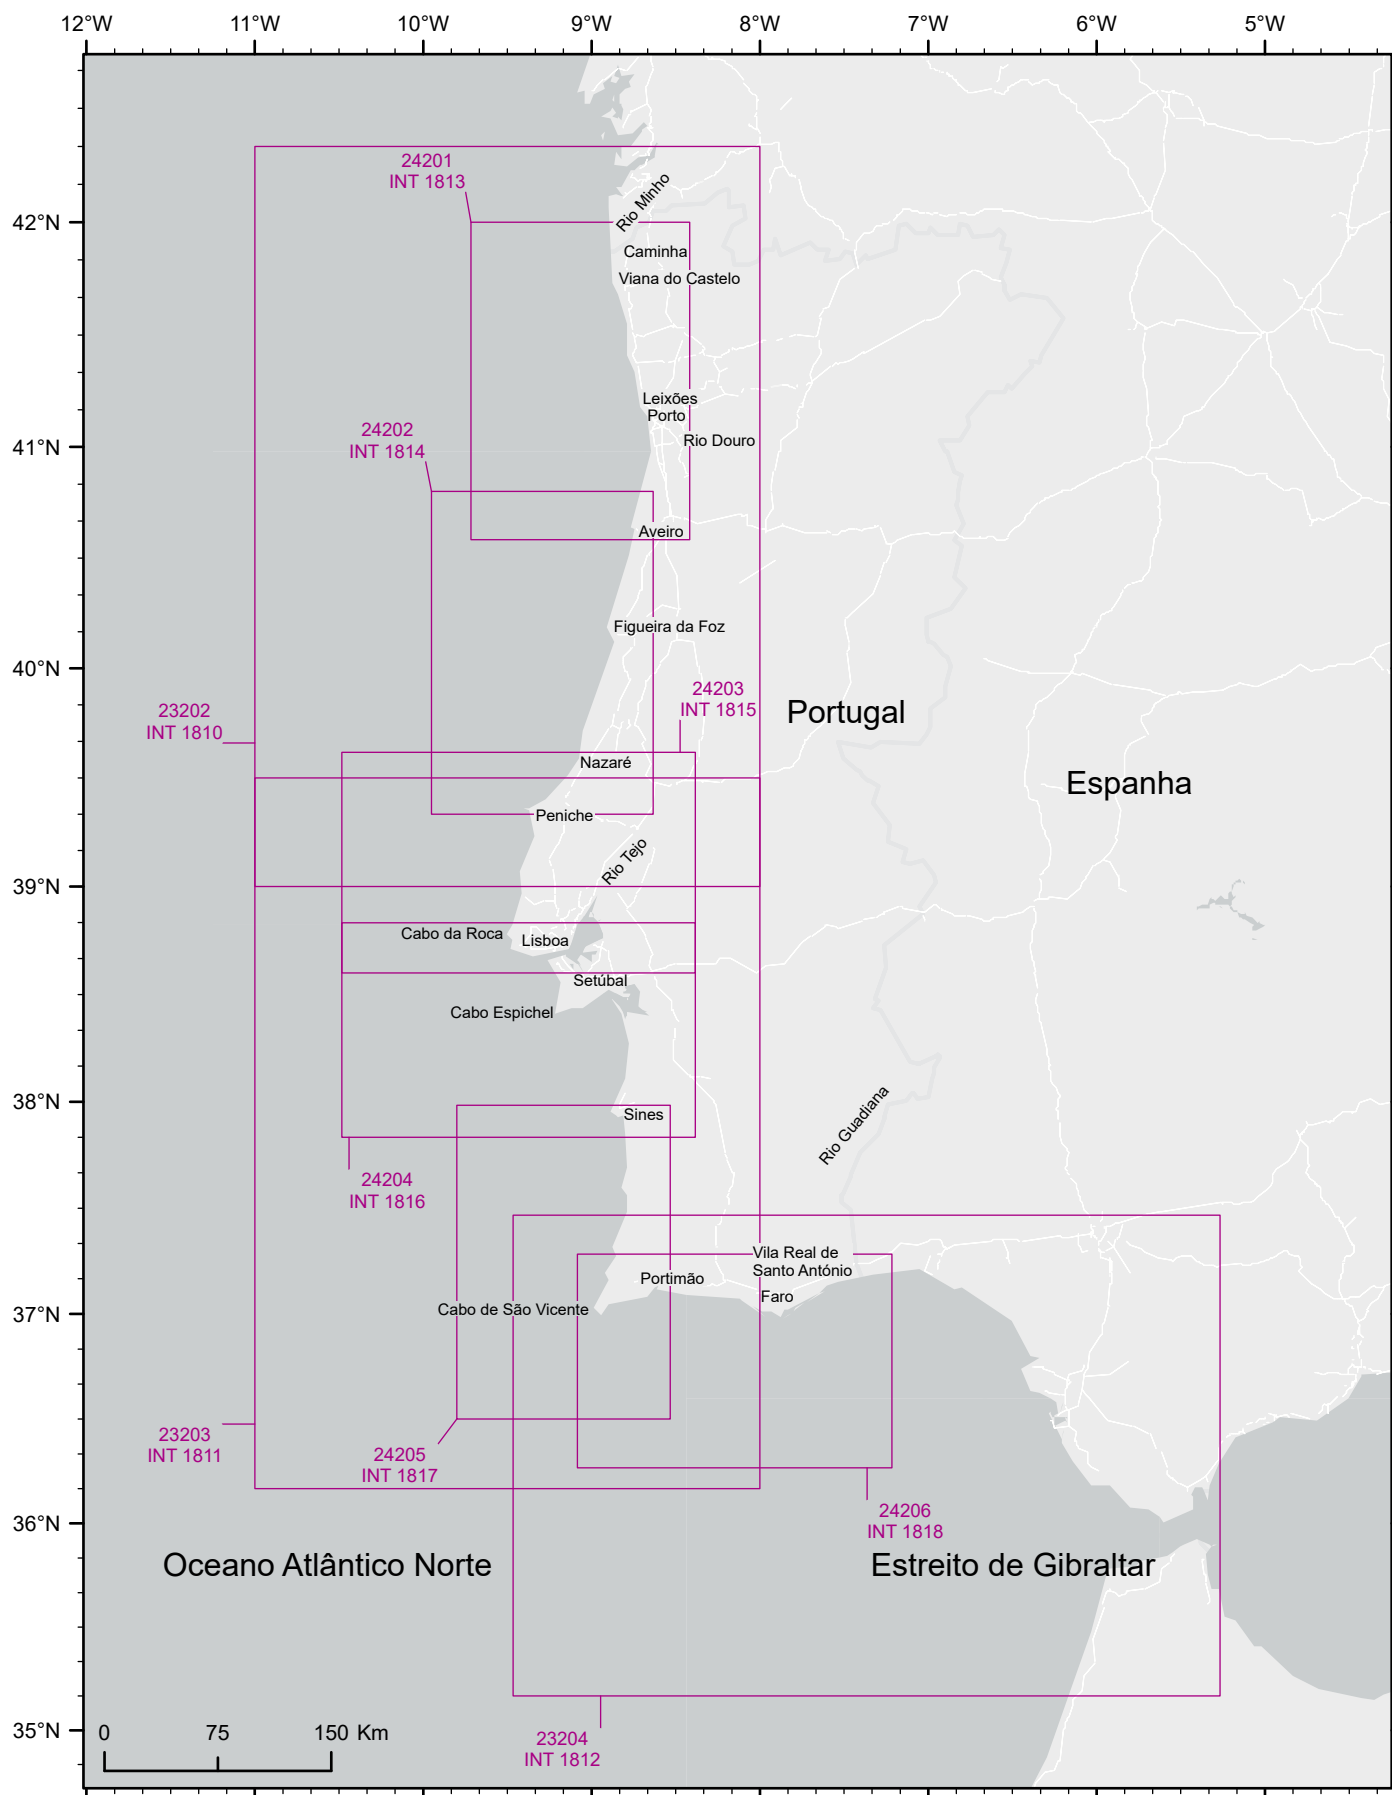 12°W
11°W
10°W
9°W
8°W
7°W
6°W
5°W
24201
INT 1813
Rio Minho
42°N
Caminha
Viana do Castelo
Leixões
Porto
24202
INT 1814
Rio Douro
41°N
Aveiro
Figueira da Foz
40°N
24203
INT 1815
23202
INT 1810
Portugal
Nazaré
Espanha
Peniche
Rio Tejo
39°N
Cabo da Roca
Lisboa
Setúbal
Cabo Espichel
38°N
Sines
Rio Guadiana
24204
INT 1816
Vila Real de
Santo António
Portimão
Faro
Cabo de São Vicente
37°N
23203
INT 1811
24205
INT 1817
24206
INT 1818
36°N
Oceano Atlântico Norte
Estreito de Gibraltar
35°N
0
75
150 Km
23204
INT 1812